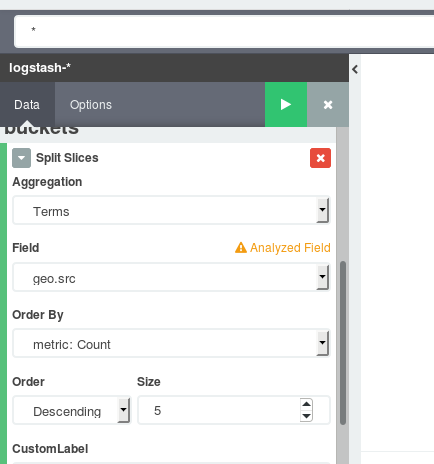 *
logstash-*
Data Options
buckets
Split Slices
Aggregation
Terms
Field Analyzed Field
geo.src
Order By
metric: Count
Order Size
Descending 5
CustomLabel